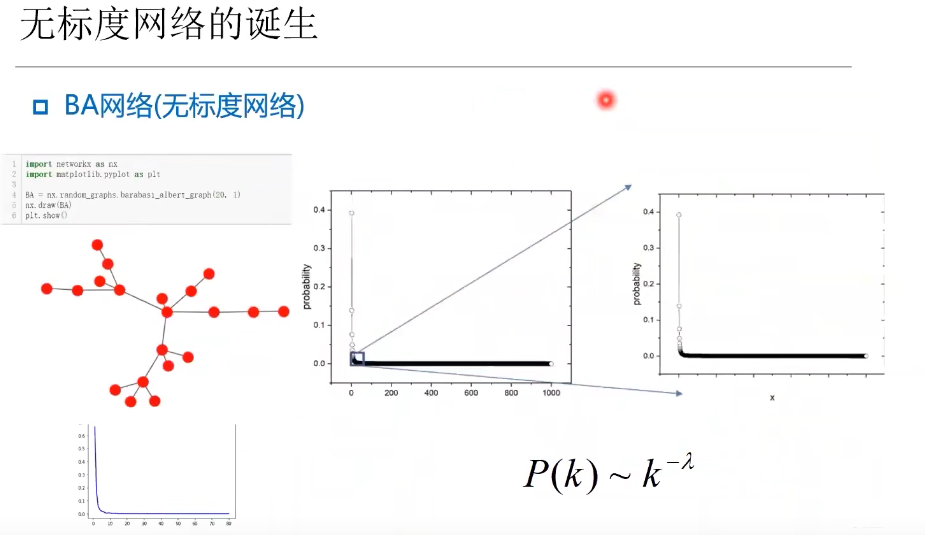 无标度网络的诞生
BA网络(无标度网络)
1 import networkx as nx
2 import matplotlib.pyplot as plt
3
4 BA = nx.random_graphs.barabasi_albert_graph(20, 1)
5 nx.draw(BA)
6 plt.show()
0.4
0.3
0.2
0.1
0.0
probability
0 200 400 600 800 1000
0.4
0.3
0.2
0.1
0.0
probability
x
0.6
0.5
0.4
0.3
0.2
0.1
0.0
0 10 20 30 40 50 60 70 80
P(k) ~ k^{-λ}